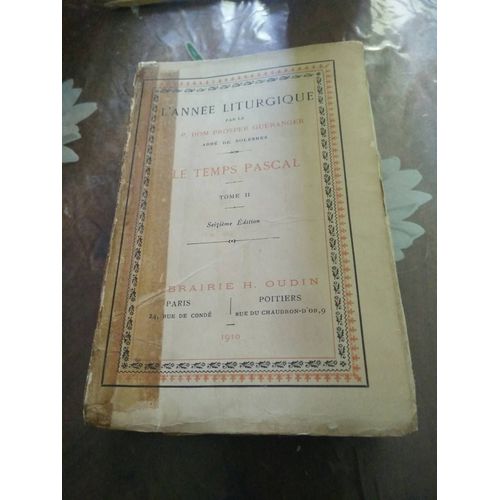 L'ANNÉE LITURGIQUE
PAR LE
P. DOM PROSPER GUÉRANGER
ABBÉ DE SOLESMES
LE TEMPS PASCAL
TOME II
Seizième Édition
BRAIRIE H. OUDIN
PARIS
24, RUE DE CONDÉ
POITIERS
RUE DU CHAUDRON-D'OR, 9
1910